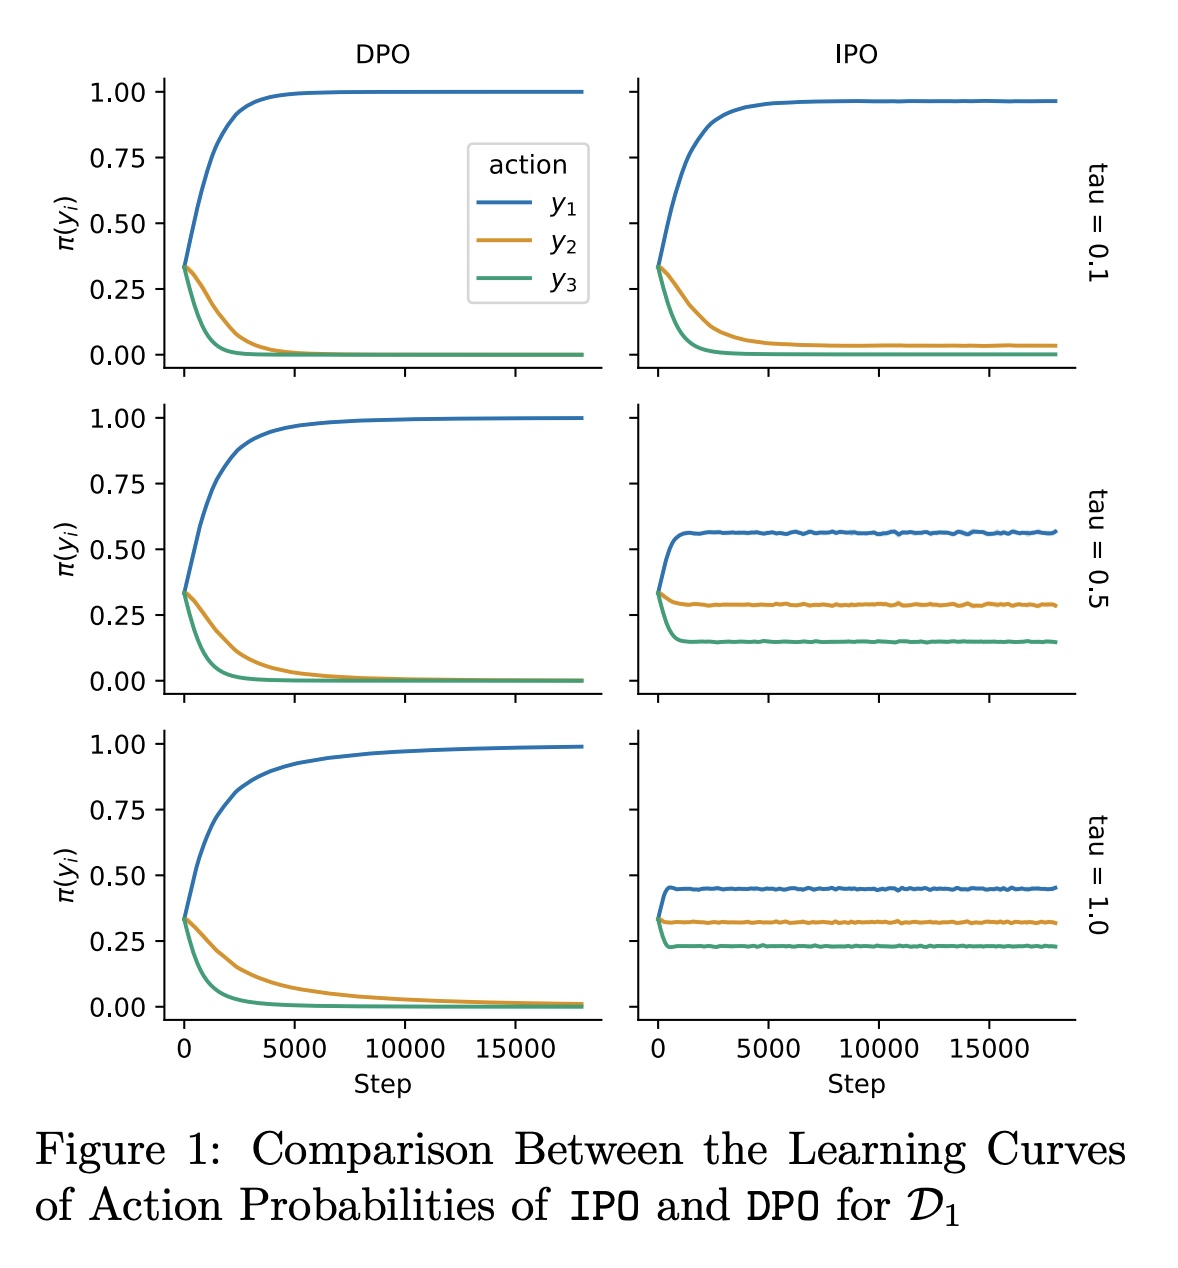 DPO
IPO
1.00
0.75
0.50
0.25
0.00
π(yᵢ)
action
y₁
y₂
y₃
tau = 0.1
1.00
0.75
0.50
0.25
0.00
π(yᵢ)
tau = 0.5
1.00
0.75
0.50
0.25
0.00
π(yᵢ)
tau = 1.0
0 5000 10000 15000
0 5000 10000 15000
Step
Step
Figure 1: Comparison Between the Learning Curves
of Action Probabilities of IPO and DPO for 𝒟₁